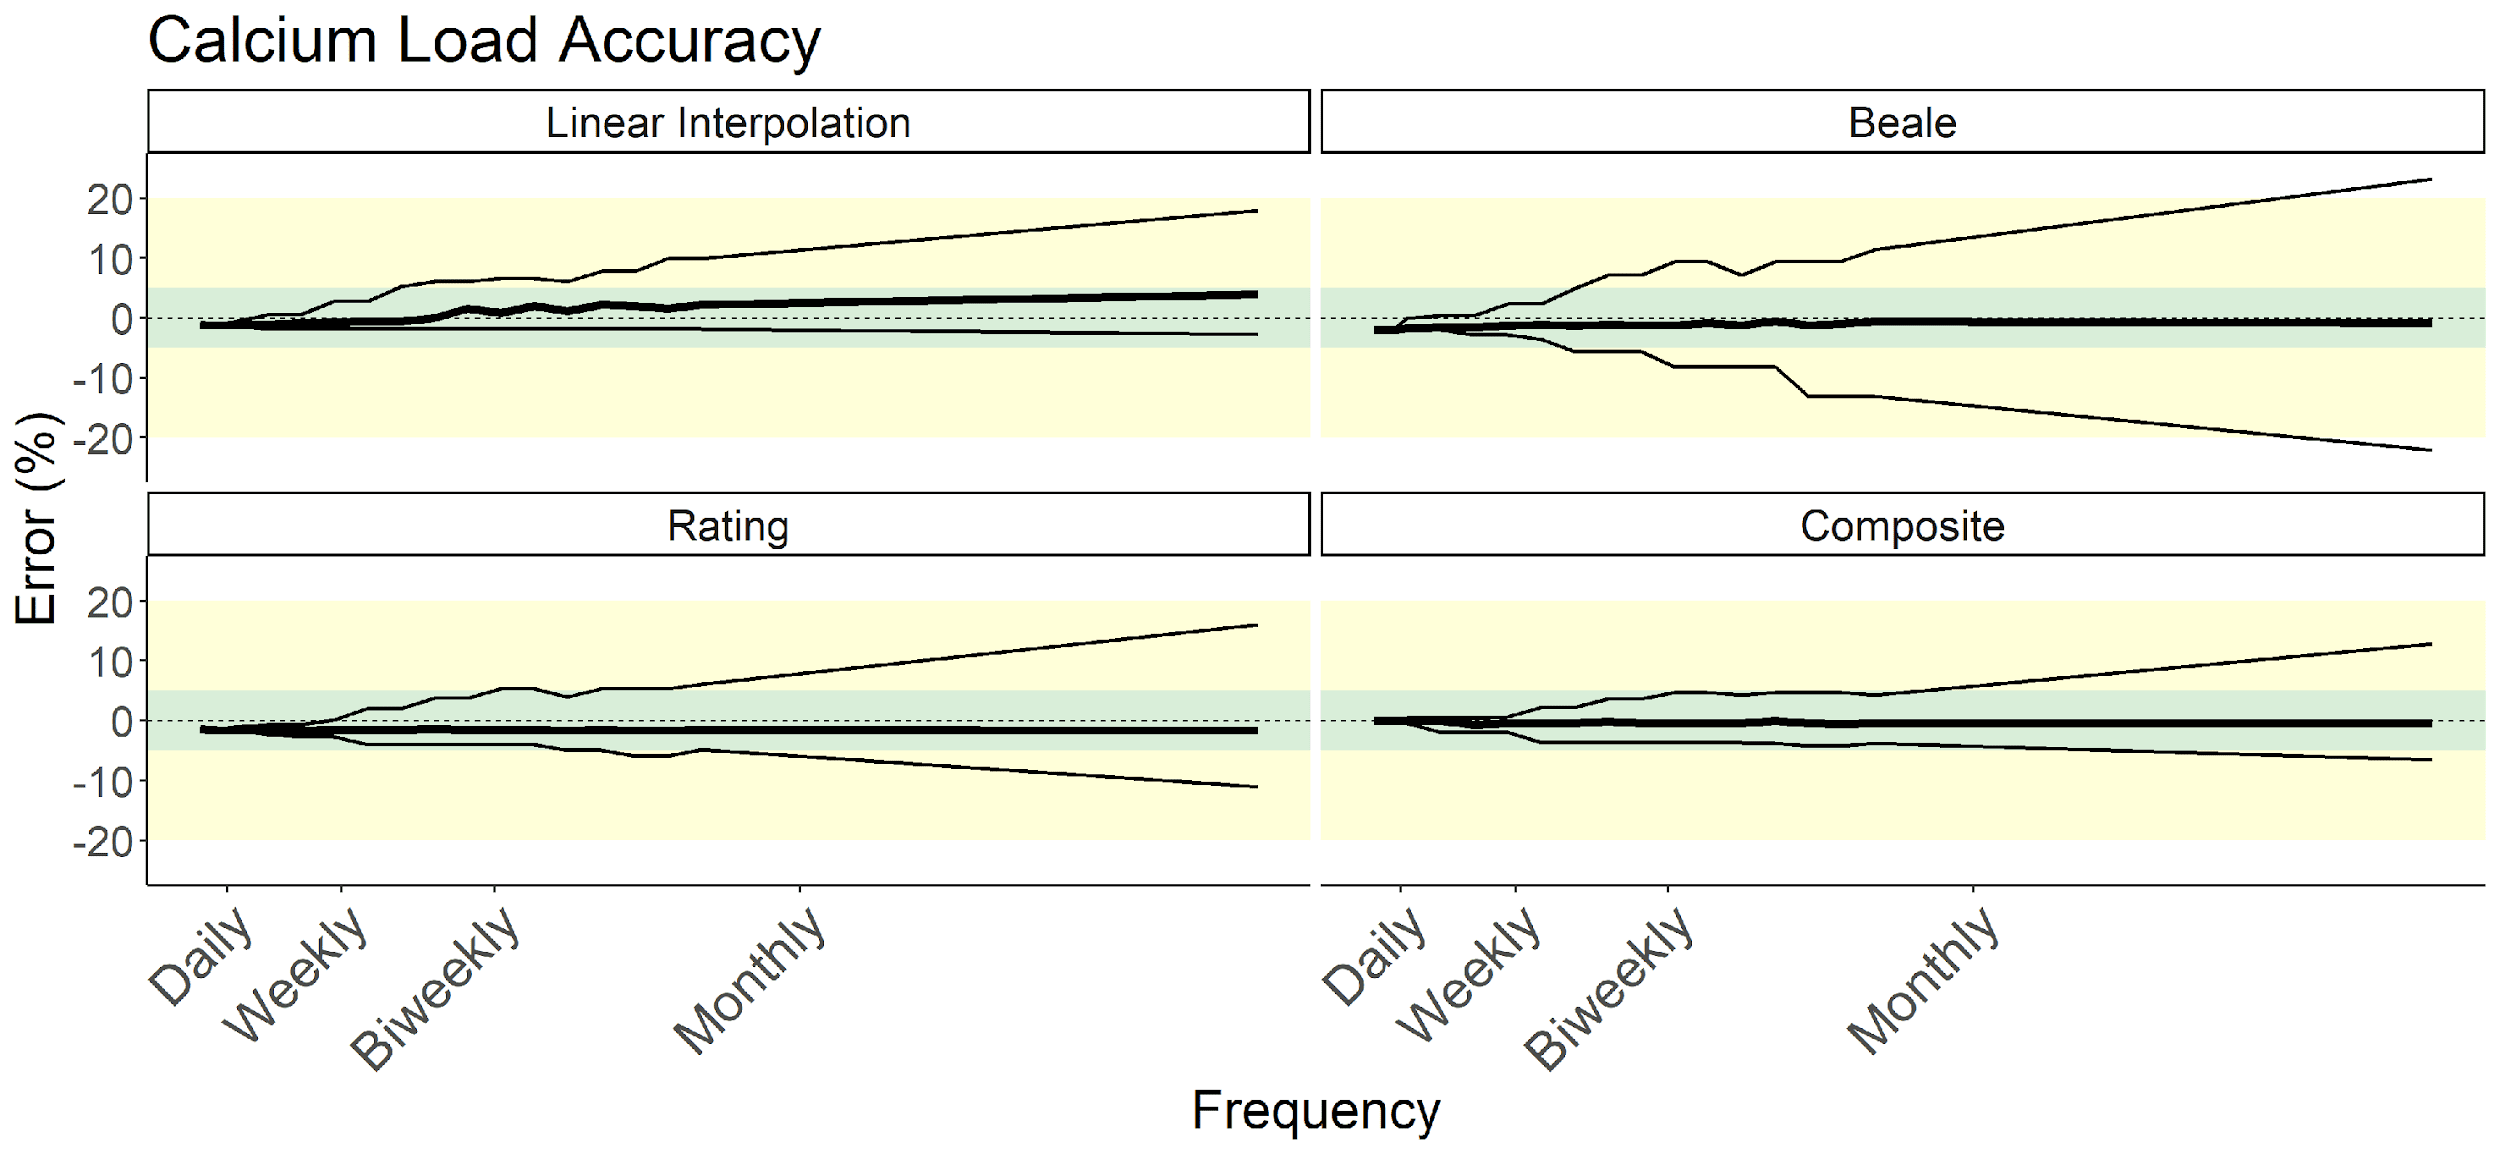 Calcium Load Accuracy
Linear Interpolation
Beale
20
10
0
-10
-20
Rating
Composite
20
10
0
-10
-20
Error (%)
Daily
Weekly
Biweekly
Monthly
Daily
Weekly
Biweekly
Monthly
Frequency